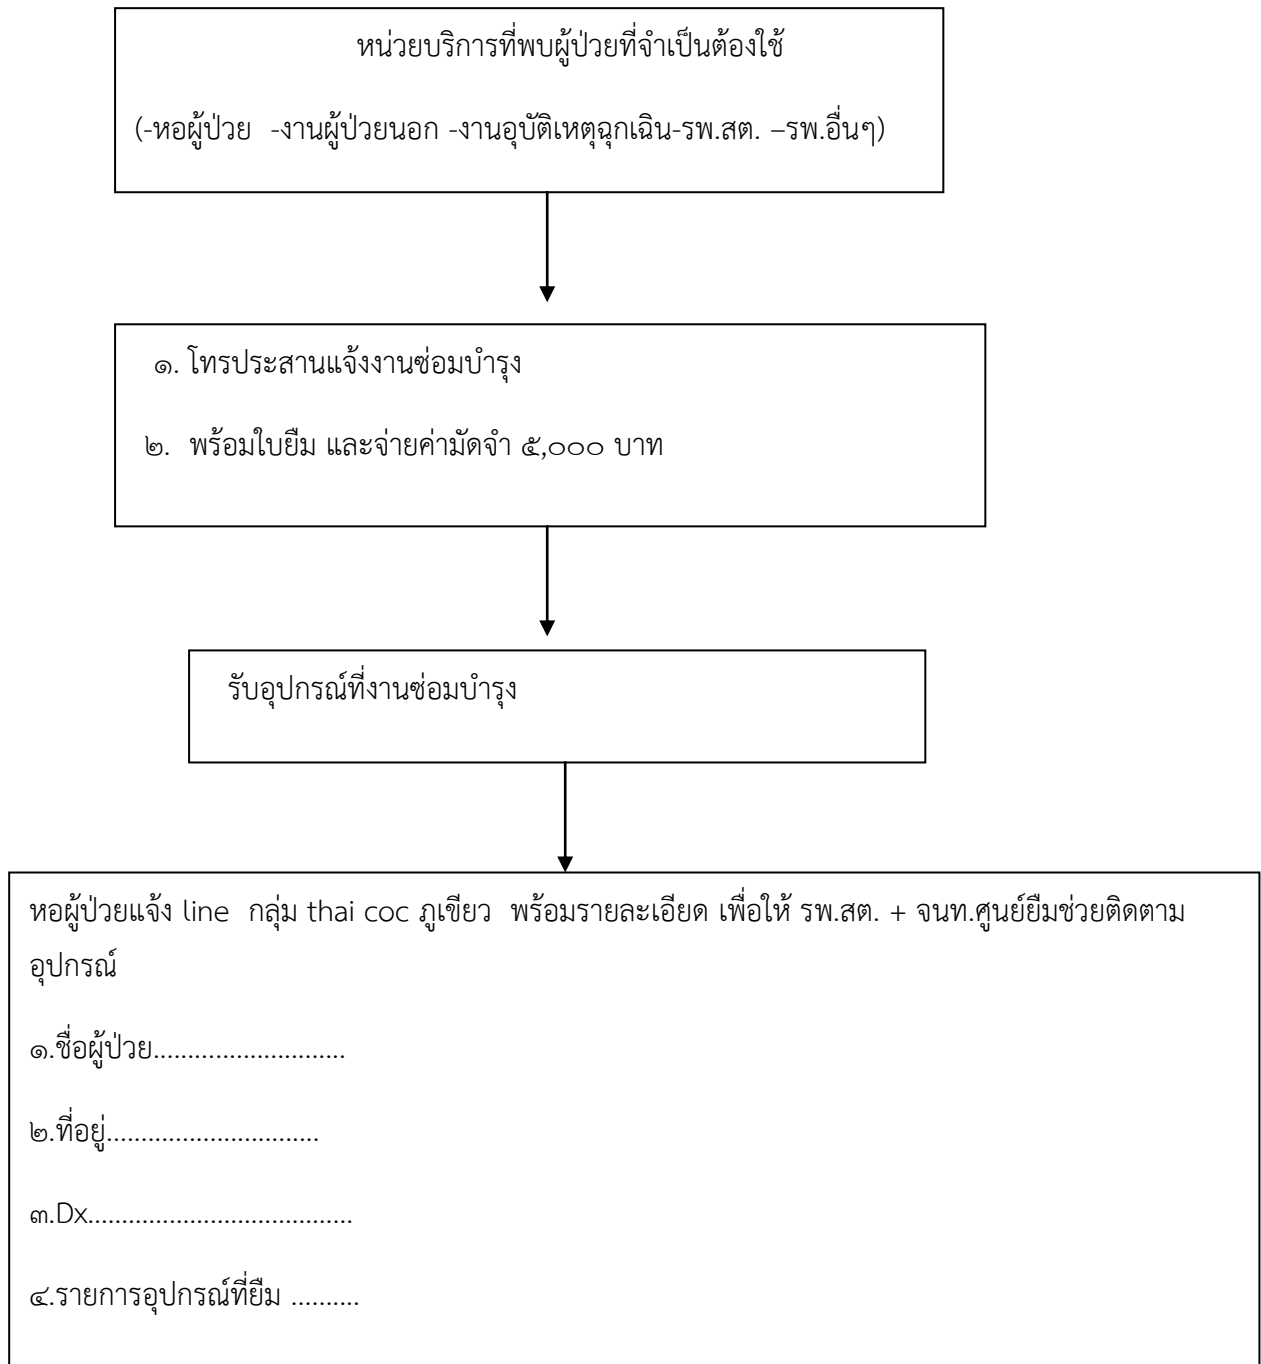 หน่วยบริการที่พบผู้ป่วยที่จำเป็นต้องใช้
(-หอผู้ป่วย -งานผู้ป่วยนอก -งานอุบัติเหตุฉุกเฉิน-รพ.สต. –รพ.อื่นๆ)
๑. โทรประสานแจ้งงานซ่อมบำรุง
๒. พร้อมใบยืม และจ่ายค่ามัดจำ ๕,๐๐๐ บาท
รับอุปกรณ์ที่งานซ่อมบำรุง
หอผู้ป่วยแจ้ง line กลุ่ม thai coc ภูเขียว พร้อมรายละเอียด เพื่อให้ รพ.สต. + จนท.ศูนย์ยืมช่วยติดตาม
อุปกรณ์
๑.ชื่อผู้ป่วย............................
๒.ที่อยู่...............................
๓.Dx.......................................
๔.รายการอุปกรณ์ที่ยืม ..........